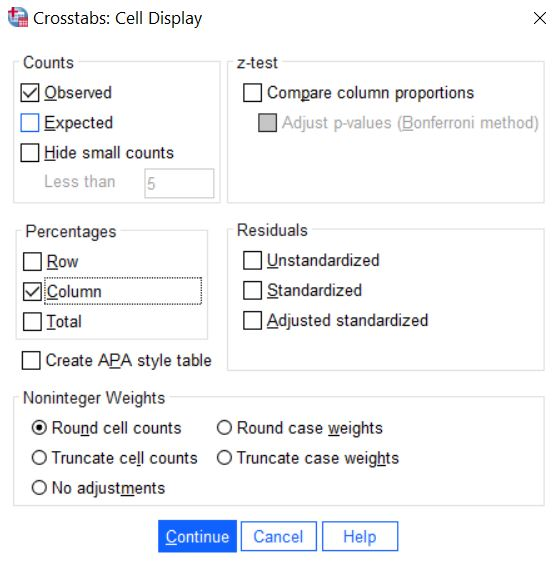 Crosstabs: Cell Display
Counts
Observed
Expected
Hide small counts
Less than 5
z-test
Compare column proportions
Adjust p-values (Bonferroni method)
Percentages
Row
Column
Total
Residuals
Unstandardized
Standardized
Adjusted standardized
Create APA style table
Noninteger Weights
Round cell counts Round case weights
Truncate cell counts Truncate case weights
No adjustments
Continue Cancel Help